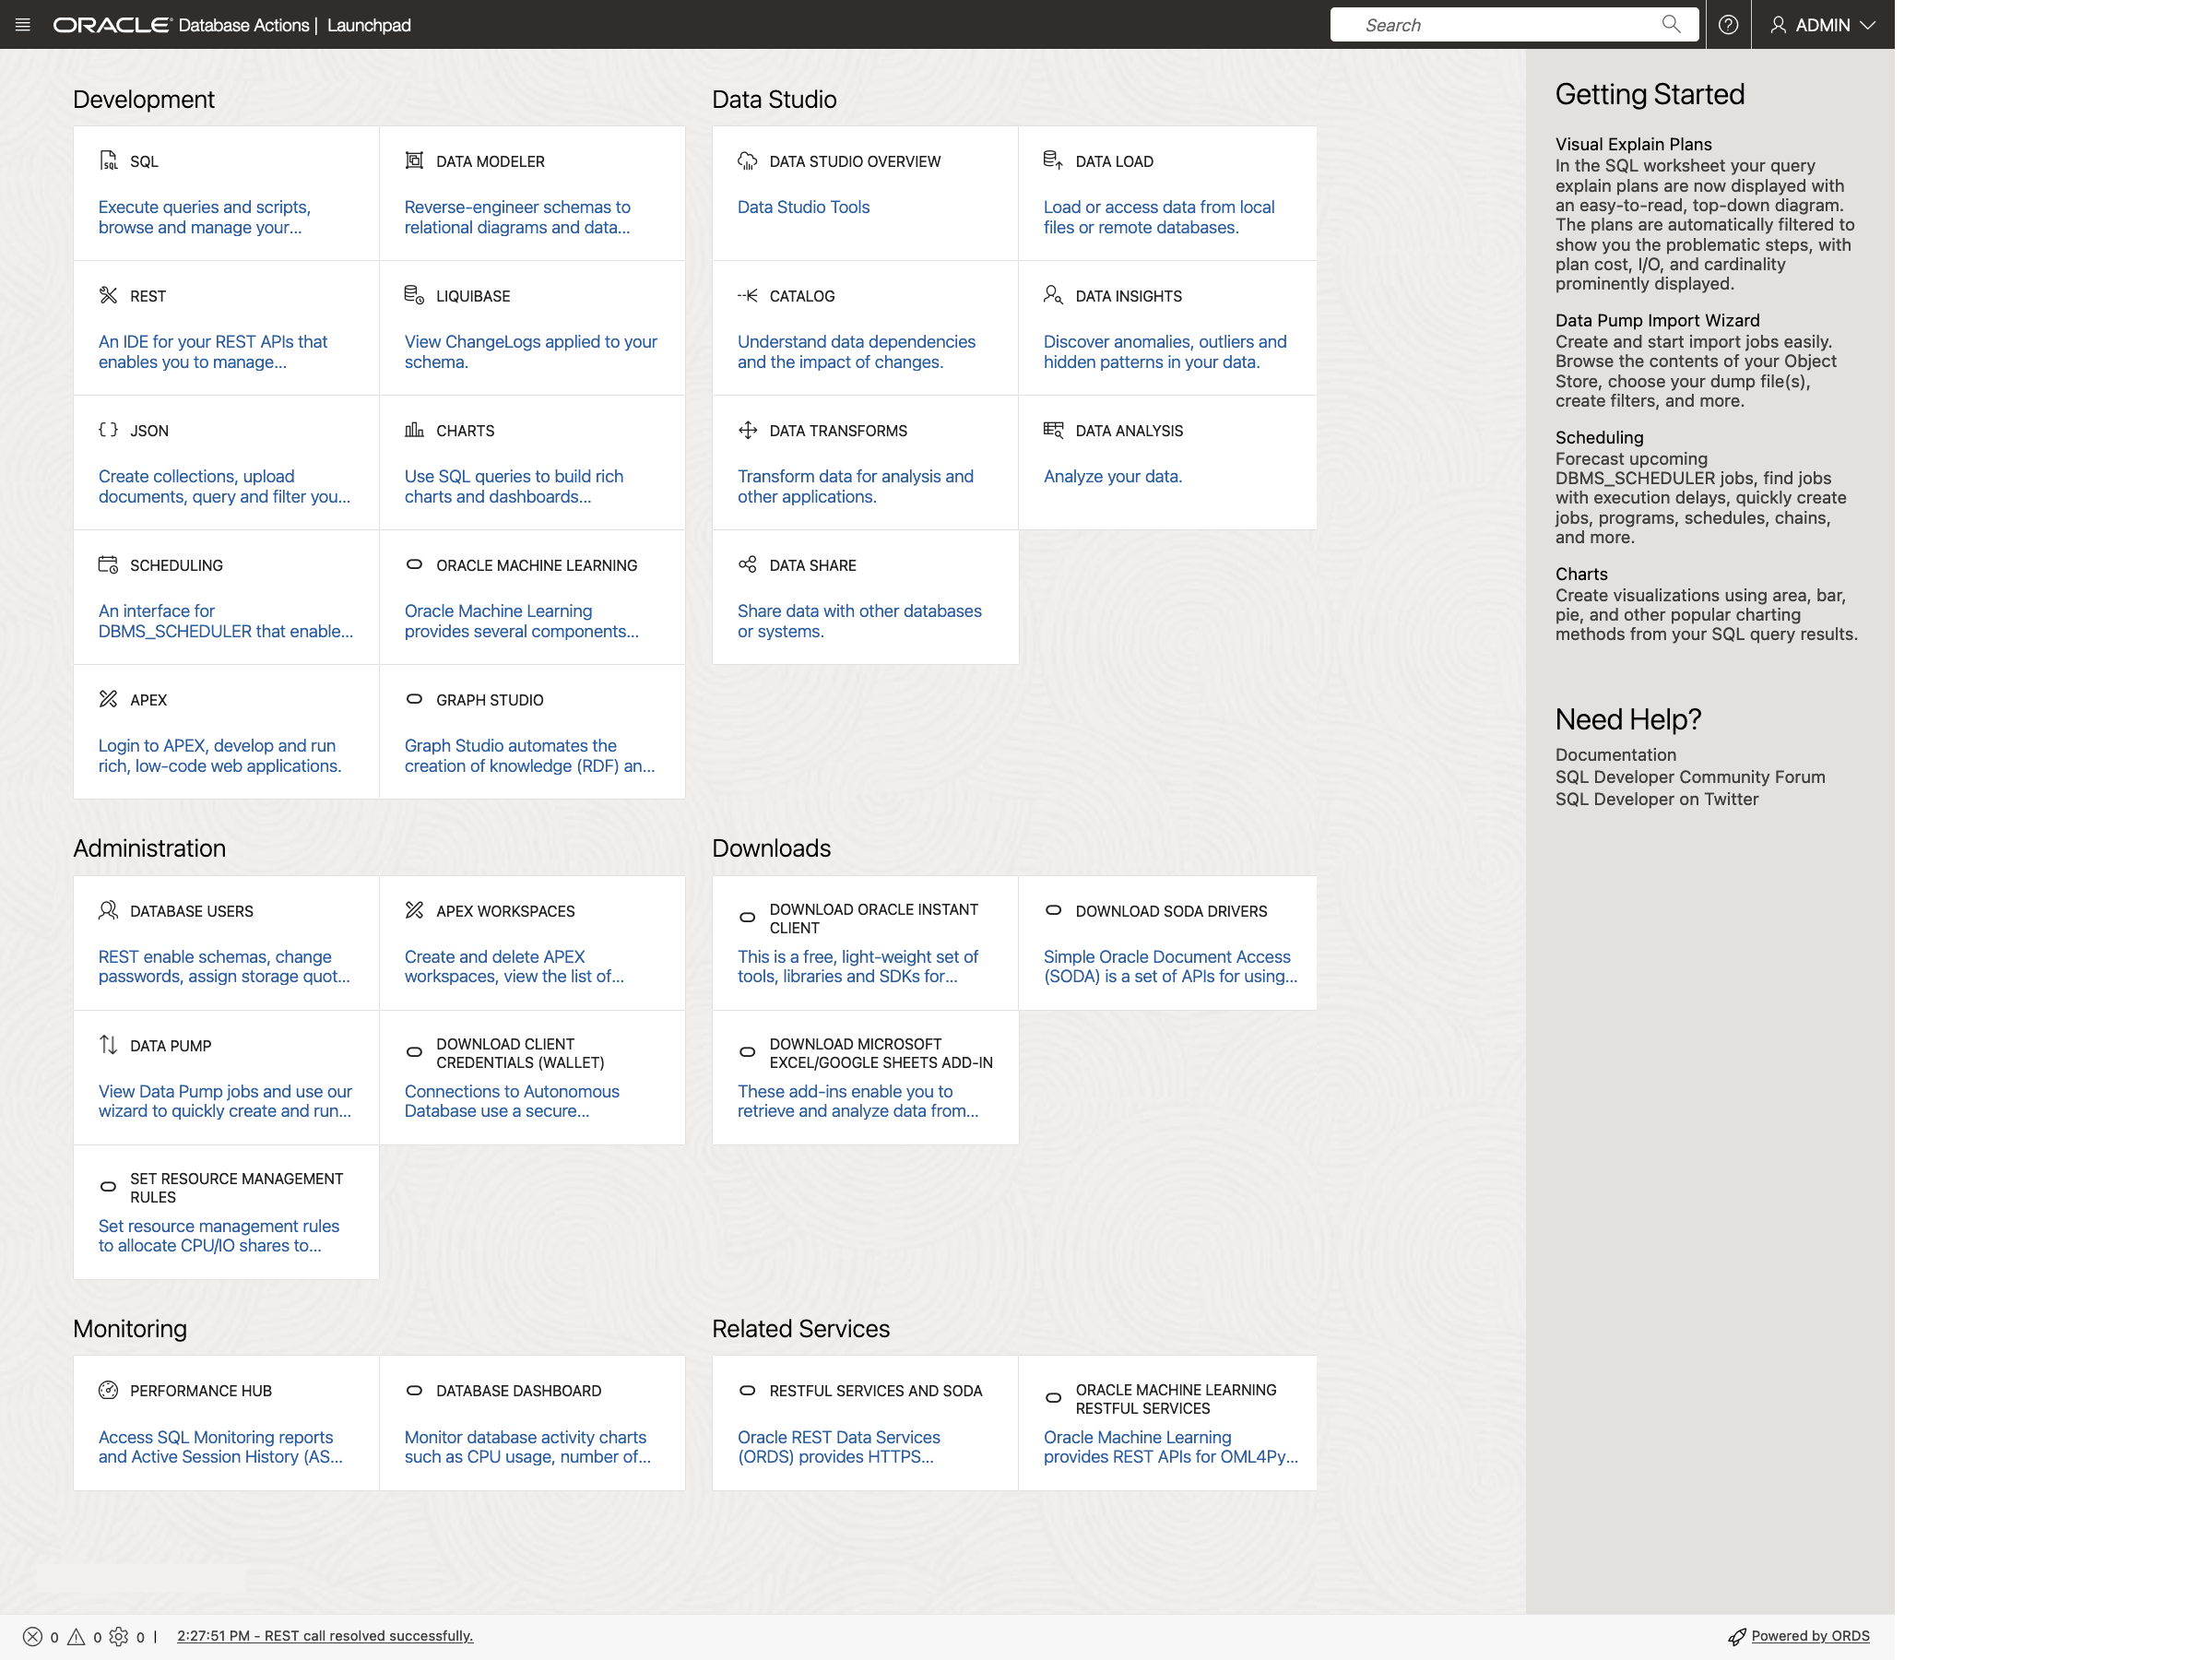 ORACLE Database Actions | Launchpad
Search
ADMIN
Development
SQL
Execute queries and scripts,
browse and manage your...
DATA MODELER
Reverse-engineer schemas to
relational diagrams and data...
REST
An IDE for your REST APIs that
enables you to manage...
LIQUIBASE
View ChangeLogs applied to your
schema.
JSON
Create collections, upload
documents, query and filter you...
CHARTS
Use SQL queries to build rich
charts and dashboards...
SCHEDULING
An interface for
DBMS_SCHEDULER that enable...
ORACLE MACHINE LEARNING
Oracle Machine Learning
provides several components...
APEX
Login to APEX, develop and run
rich, low-code web applications.
GRAPH STUDIO
Graph Studio automates the
creation of knowledge (RDF) an...
Data Studio
DATA STUDIO OVERVIEW
Data Studio Tools
DATA LOAD
Load or access data from local
files or remote databases.
CATALOG
Understand data dependencies
and the impact of changes.
DATA INSIGHTS
Discover anomalies, outliers and
hidden patterns in your data.
DATA TRANSFORMS
Transform data for analysis and
other applications.
DATA ANALYSIS
Analyze your data.
DATA SHARE
Share data with other databases
or systems.
Administration
DATABASE USERS
REST enable schemas, change
passwords, assign storage quot...
APEX WORKSPACES
Create and delete APEX
workspaces, view the list of...
DATA PUMP
View Data Pump jobs and use our
wizard to quickly create and run...
DOWNLOAD CLIENT
CREDENTIALS (WALLET)
Connections to Autonomous
Database use a secure...
SET RESOURCE MANAGEMENT
RULES
Set resource management rules
to allocate CPU/IO shares to...
Downloads
DOWNLOAD ORACLE INSTANT
CLIENT
This is a free, light-weight set of
tools, libraries and SDKs for...
DOWNLOAD SODA DRIVERS
Simple Oracle Document Access
(SODA) is a set of APIs for using...
DOWNLOAD MICROSOFT
EXCEL/GOOGLE SHEETS ADD-IN
These add-ins enable you to
retrieve and analyze data from...
Monitoring
PERFORMANCE HUB
Access SQL Monitoring reports
and Active Session History (AS...
DATABASE DASHBOARD
Monitor database activity charts
such as CPU usage, number of...
Related Services
RESTFUL SERVICES AND SODA
Oracle REST Data Services
(ORDS) provides HTTPS...
ORACLE MACHINE LEARNING
RESTFUL SERVICES
Oracle Machine Learning
provides REST APIs for OML4Py...
Getting Started
Visual Explain Plans
In the SQL worksheet your query
explain plans are now displayed with
an easy-to-read, top-down diagram.
The plans are automatically filtered to
show you the problematic steps, with
plan cost, I/O, and cardinality
prominently displayed.
Data Pump Import Wizard
Create and start import jobs easily.
Browse the contents of your Object
Store, choose your dump file(s),
create filters, and more.
Scheduling
Forecast upcoming
DBMS_SCHEDULER jobs, find jobs
with execution delays, quickly create
jobs, programs, schedules, chains,
and more.
Charts
Create visualizations using area, bar,
pie, and other popular charting
methods from your SQL query results.
Need Help?
Documentation
SQL Developer Community Forum
SQL Developer on Twitter
0 0 0 | 2:27:51 PM - REST call resolved successfully.
Powered by ORDS